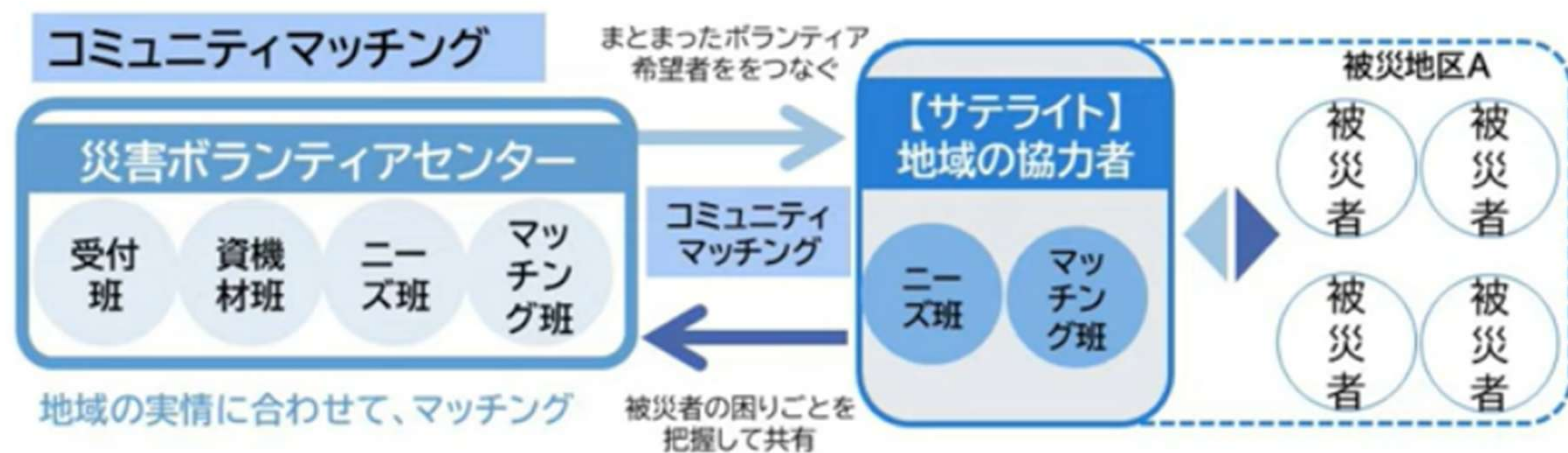 コミュニティマッチング
まとまったボランティア
希望者ををつなぐ
災害ボランティアセンター
受付
班
資機
材班
ニー
ズ班
マッ
チン
グ班
地域の実情に合わせて、マッチング
コミュニティ
マッチング
被災者の困りごとを
把握して共有
【サテライト】
地域の協力者
ニー
ズ班
マッ
チン
グ班
被災地区A
被
災
者
被
災
者
被
災
者
被
災
者